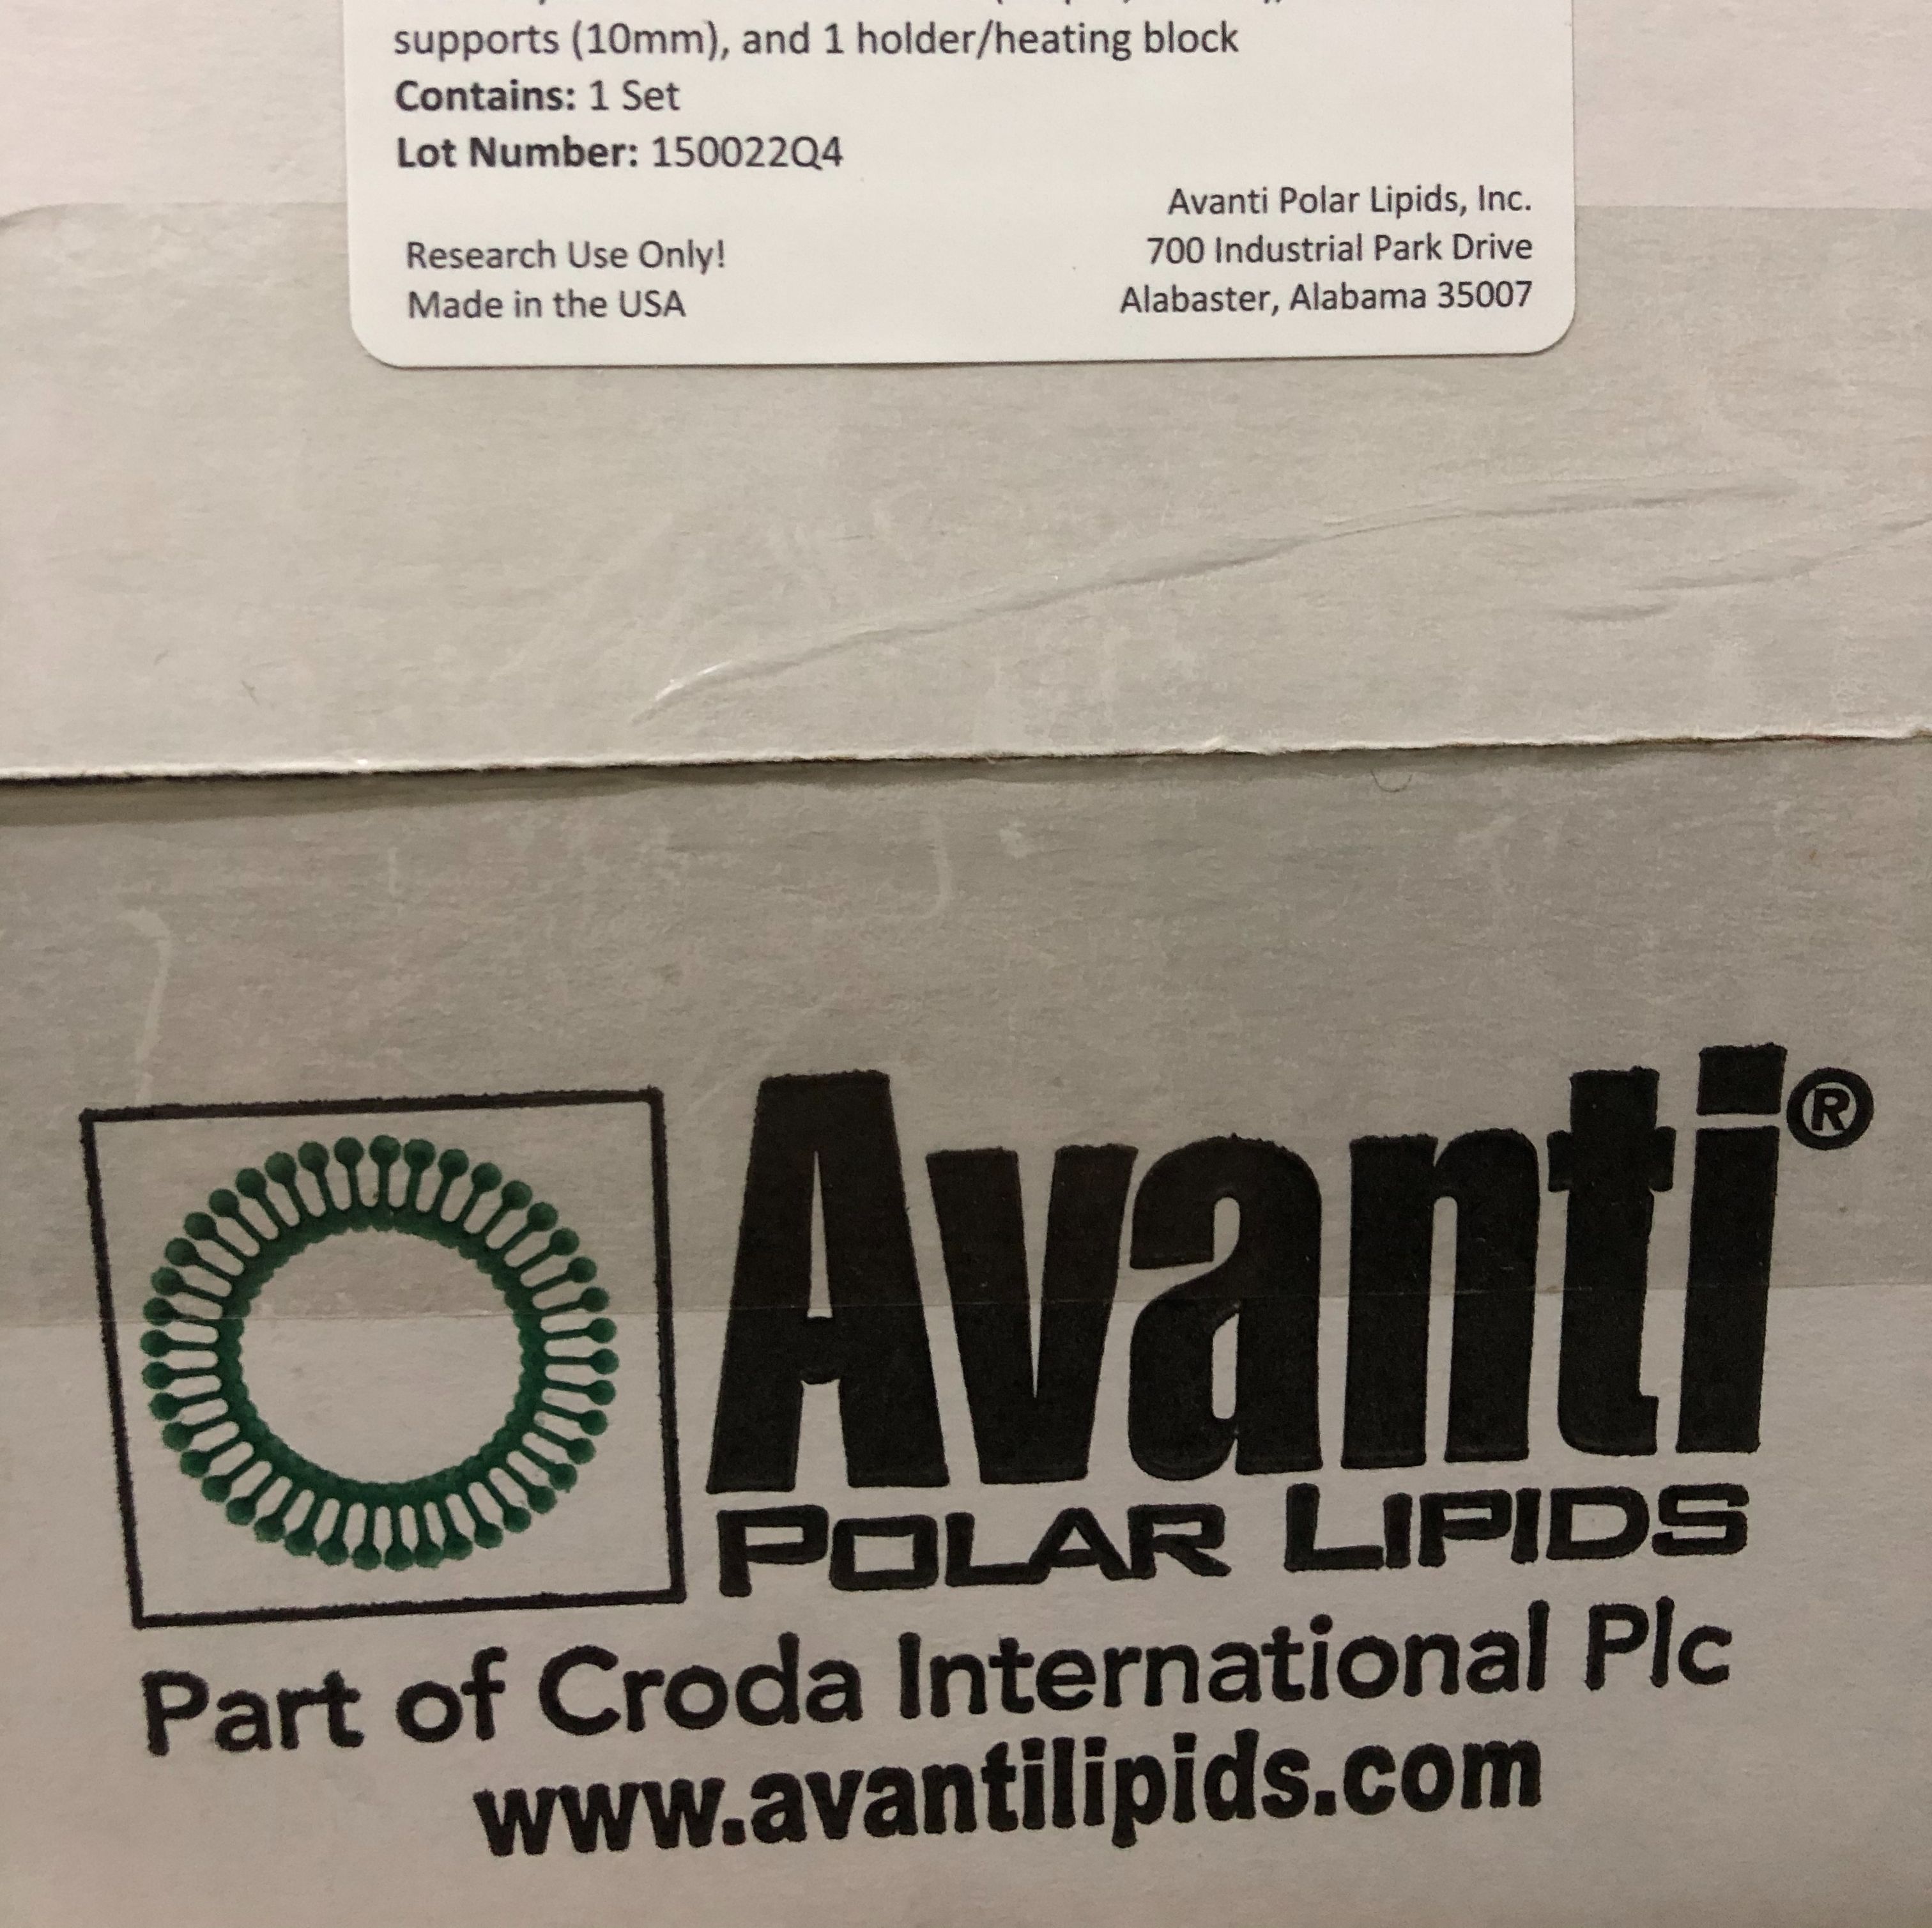 supports (10mm), and 1 holder/heating block
Contains: 1 Set
Lot Number: 150022Q4
Research Use Only!
Made in the USA
Avanti Polar Lipids, Inc.
700 Industrial Park Drive
Alabaster, Alabama 35007
Avanti®
POLAR LIPIDS
Part of Croda International Plc
www.avantilipids.com